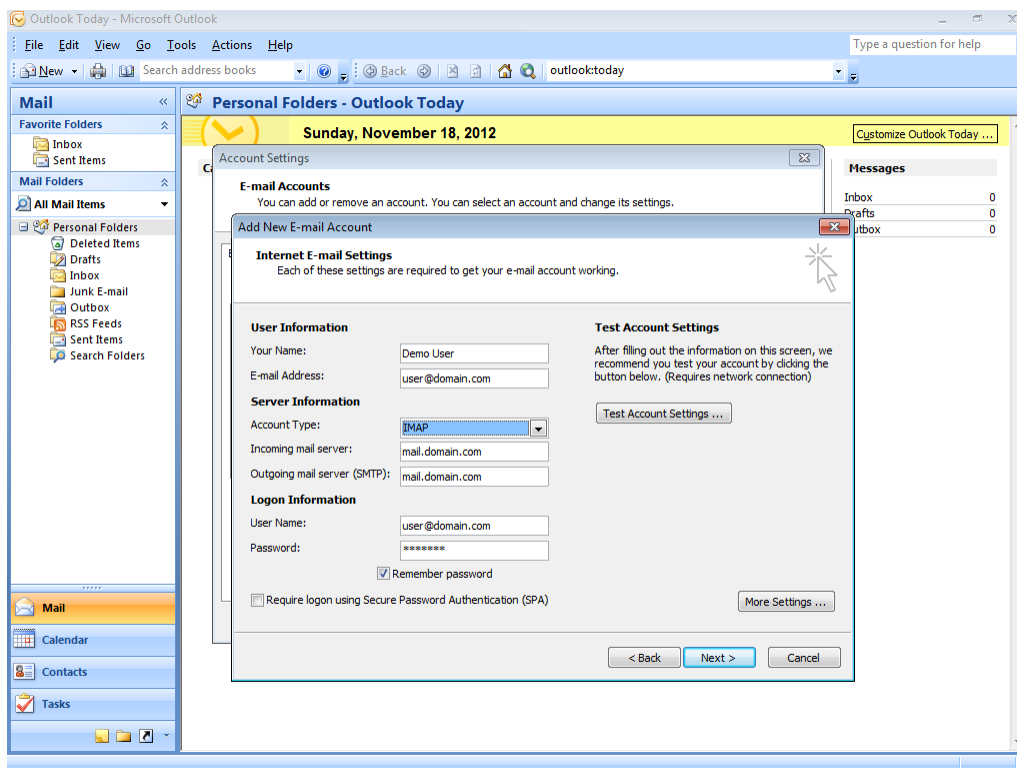 Outlook Today - Microsoft Outlook
File Edit View Go Tools Actions Help
Type a question for help
New Search address books Back outlook:today
Mail «
Favorite Folders
Inbox
Sent Items
Mail Folders
All Mail Items
Personal Folders
Deleted Items
Drafts
Inbox
Junk E-mail
Outbox
RSS Feeds
Sent Items
Search Folders
Mail
Calendar
Contacts
Tasks
Personal Folders - Outlook Today
Sunday, November 18, 2012
Customize Outlook Today ...
Messages
Inbox 0
Drafts 0
utbox 0
Account Settings
E-mail Accounts
You can add or remove an account. You can select an account and change its settings.
Add New E-mail Account
Internet E-mail Settings
Each of these settings are required to get your e-mail account working.
User Information
Your Name: Demo User
E-mail Address: user@domain.com
Server Information
Account Type: IMAP
Incoming mail server: mail.domain.com
Outgoing mail server (SMTP): mail.domain.com
Logon Information
User Name: user@domain.com
Password: *******
Remember password
Require logon using Secure Password Authentication (SPA)
Test Account Settings
After filling out the information on this screen, we
recommend you test your account by clicking the
button below. (Requires network connection)
Test Account Settings ...
More Settings ...
< Back Next > Cancel